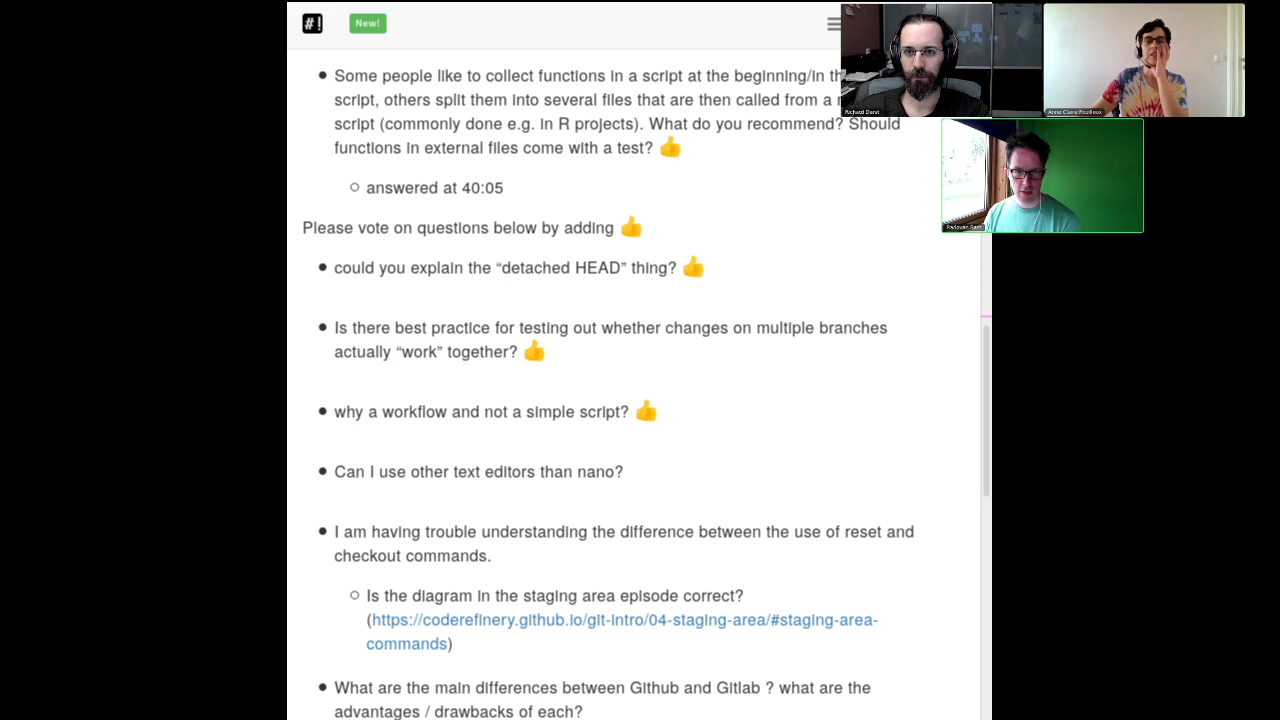 #!
New!
Some people like to collect functions in a script at the beginning/in th
script, others split them into several files that are then called from a
script (commonly done e.g. in R projects). What do you recommend? Should
functions in external files come with a test? 👍
answered at 40:05
Please vote on questions below by adding 👍
could you explain the “detached HEAD” thing? 👍
Is there best practice for testing out whether changes on multiple branches
actually “work” together? 👍
why a workflow and not a simple script? 👍
Can I use other text editors than nano?
I am having trouble understanding the difference between the use of reset and
checkout commands.
Is the diagram in the staging area episode correct?
(https://coderefinery.github.io/git-intro/04-staging-area/#staging-area-
commands)
What are the main differences between Github and Gitlab ? what are the
advantages / drawbacks of each?
Richard Darst
Anne Claire Fouilloux
Radovan Bast